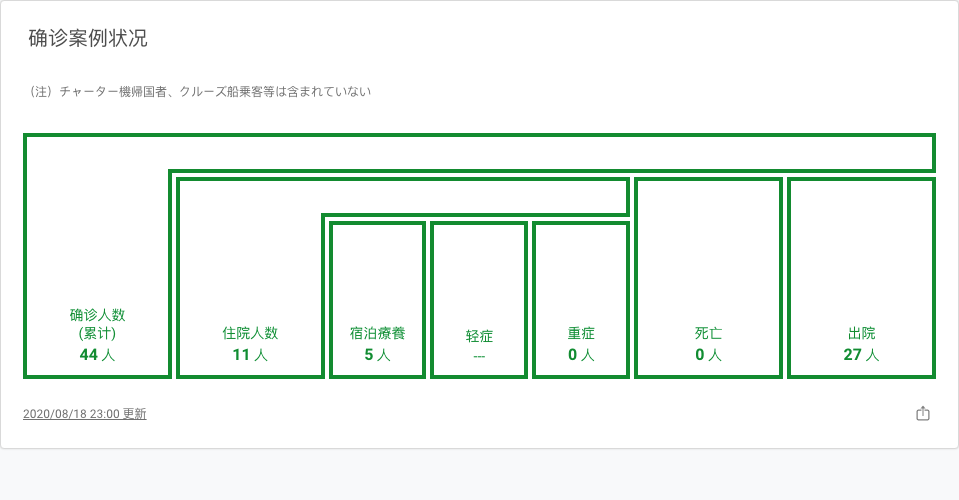 确诊案例状况
（注）チャーター機帰国者、クルーズ船乗客等は含まれていない
确诊人数
(累计)
44 人
住院人数
11 人
宿泊療養
5 人
轻症
---
重症
0 人
死亡
0 人
出院
27 人
2020/08/18 23:00 更新